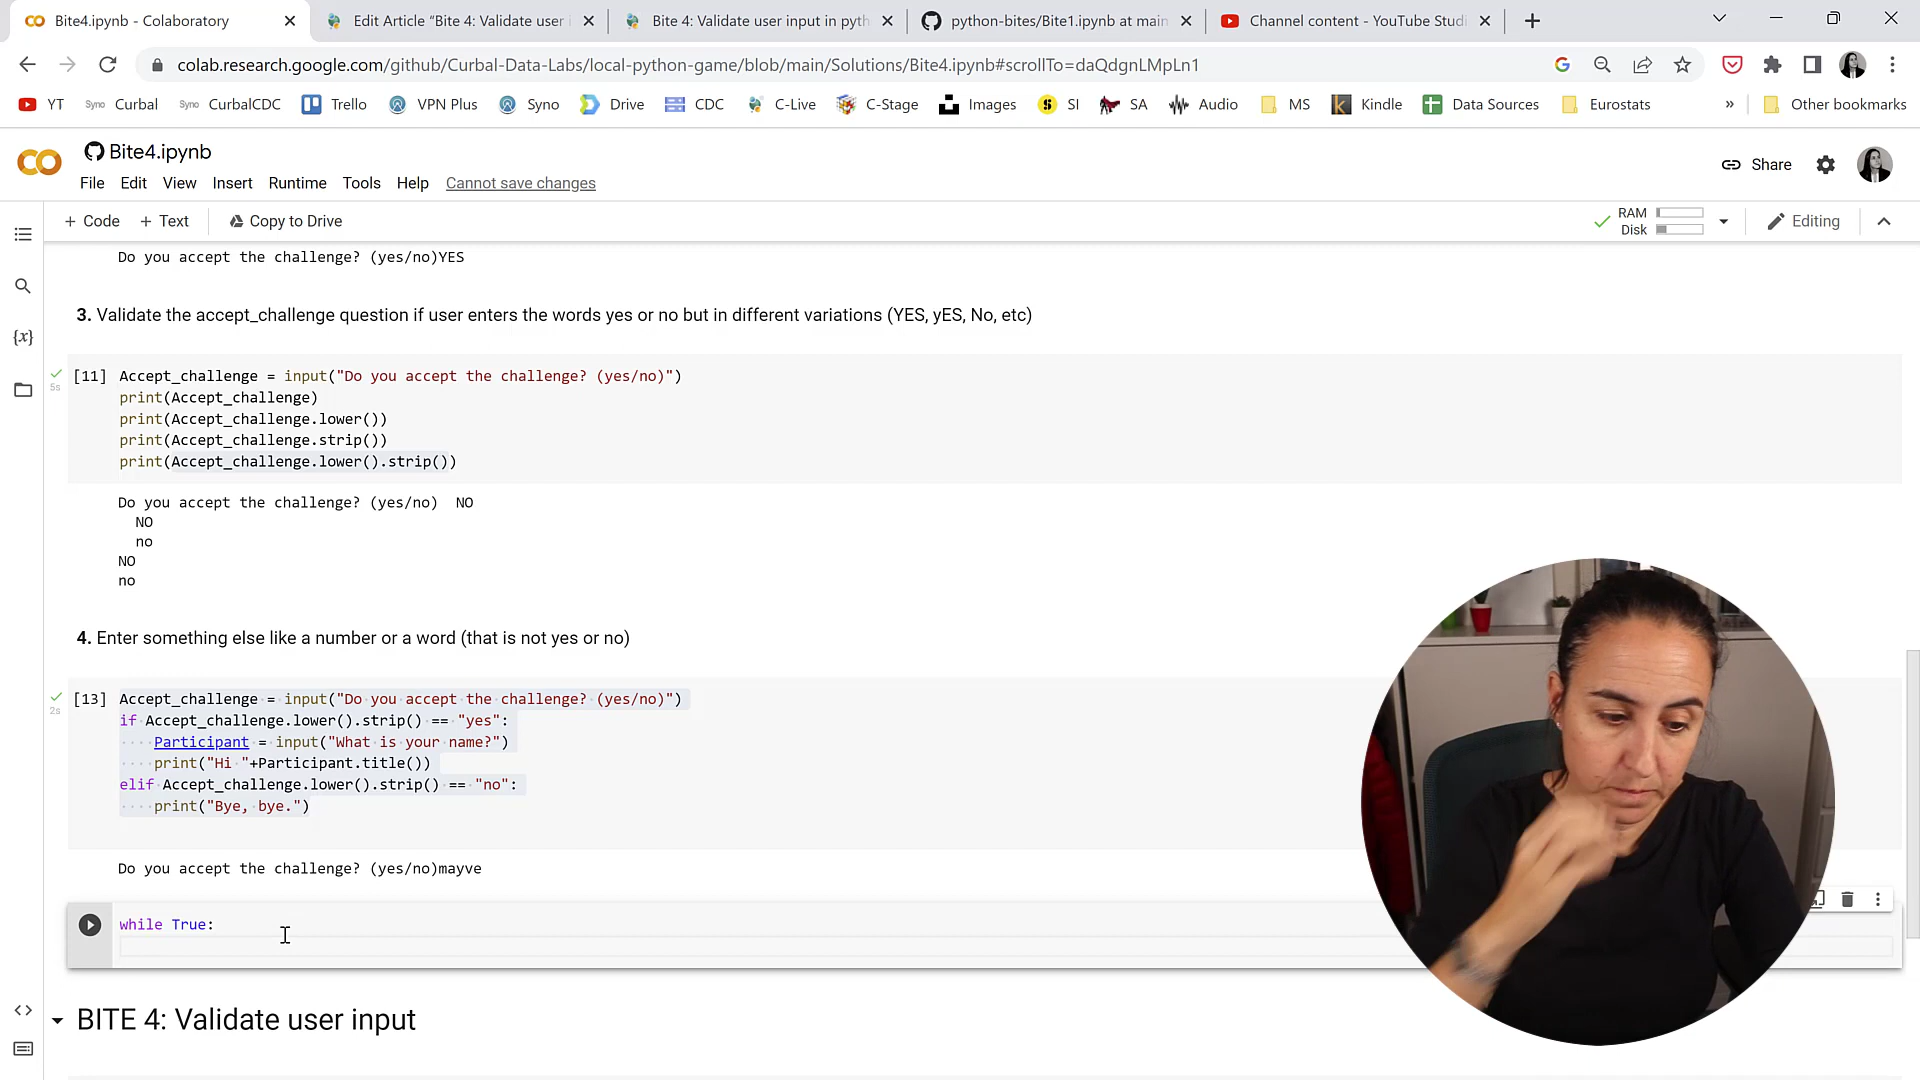 Bite4.ipynb - Colaboratory
Edit Article "Bite 4: Validate user i
Bite 4: Validate user input in pyth
python-bites/Bite1.ipynb at main
Channel content - YouTube Studi
colab.research.google.com/github/Curbal-Data-Labs/local-python-game/blob/main/Solutions/Bite4.ipynb#scrollTo=daQdgnLMpLn1
YT
Syno Curbal
Syno CurbalCDC
Trello
VPN Plus
Syno
Drive
CDC
C-Live
C-Stage
Images
SI
SA
Audio
MS
Kindle
Data Sources
Eurostats
»
Other bookmarks
Bite4.ipynb
Share
File Edit View Insert Runtime Tools Help Cannot save changes
+ Code + Text Copy to Drive
RAM
Disk
Editing
Do you accept the challenge? (yes/no)YES
3. Validate the accept_challenge question if user enters the words yes or no but in different variations (YES, yES, No, etc)
5s
[11] Accept_challenge = input("Do you accept the challenge? (yes/no)")
print(Accept_challenge)
print(Accept_challenge.lower())
print(Accept_challenge.strip())
print(Accept_challenge.lower().strip())
Do you accept the challenge? (yes/no)  NO
  NO
  no
NO
no
4. Enter something else like a number or a word (that is not yes or no)
2s
[13] Accept_challenge = input("Do you accept the challenge? (yes/no)")
if Accept_challenge.lower().strip() == "yes":
    Participant = input("What is your name?")
    print("Hi "+Participant.title())
elif Accept_challenge.lower().strip() == "no":
    print("Bye, bye.")
Do you accept the challenge? (yes/no)mayve
while True:
BITE 4: Validate user input